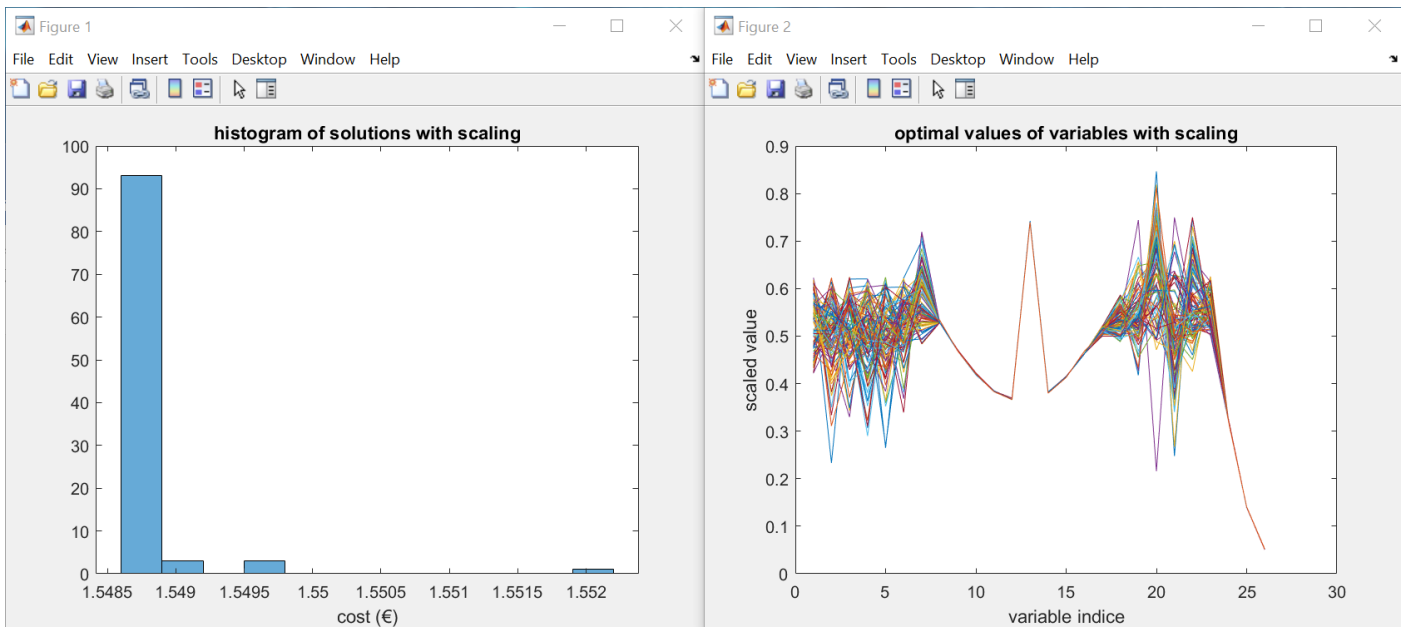 Figure 1
File Edit View Insert Tools Desktop Window Help
histogram of solutions with scaling
100
90
80
70
60
50
40
30
20
10
0
1.5485 1.549 1.5495 1.55 1.5505 1.551 1.5515 1.552
cost (€)
Figure 2
File Edit View Insert Tools Desktop Window Help
optimal values of variables with scaling
0.9
0.8
0.7
0.6
0.5
0.4
0.3
0.2
0.1
0
scaled value
0 5 10 15 20 25 30
variable indice